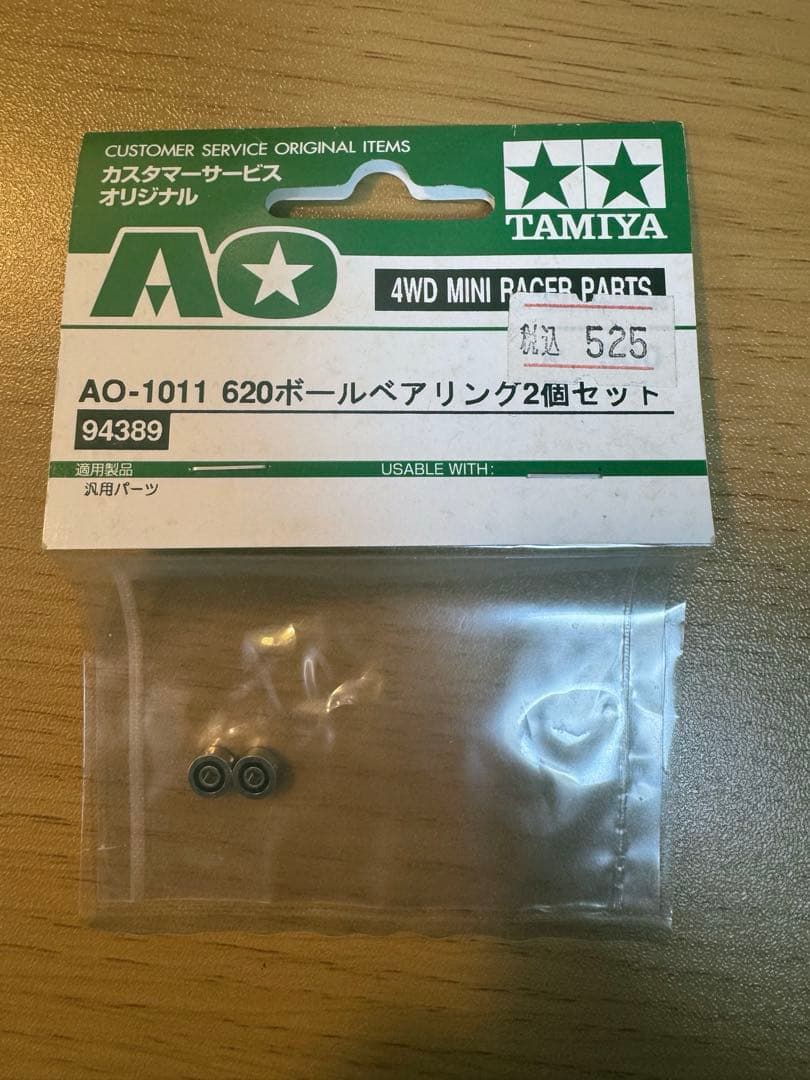 CUSTOMER SERVICE ORIGINAL ITEMS
カスタマーサービス
オリジナル
TAMIYA
AO
4WD MINI RACER PARTS
税込 525
AO-1011 620ボールベアリング2個セット
94389
適用製品
USABLE WITH:
汎用パーツ